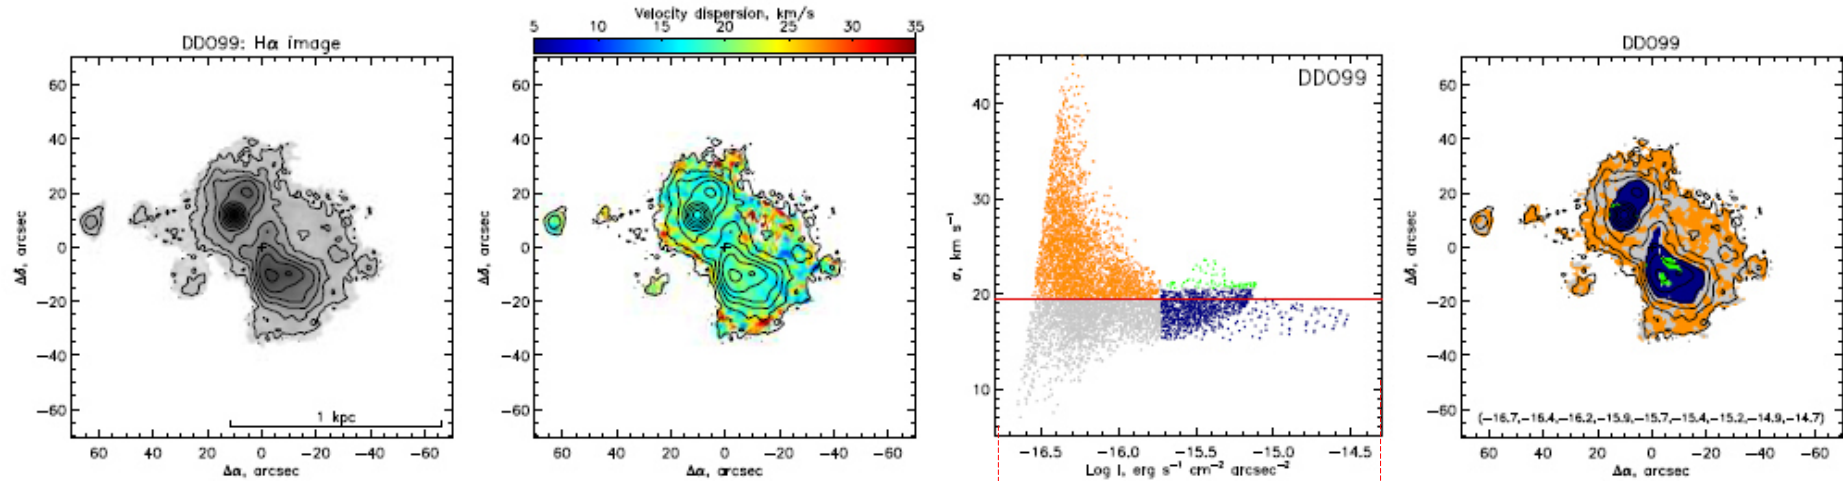 DDO99: Hα image
60
40
20
0
−20
−40
−60
Δδ, arcsec
1 kpc
60 40 20 0 −20 −40 −60
Δα, arcsec
Velocity dispersion, km/s
5 10 15 20 25 30 35
60
40
20
0
−20
−40
−60
Δδ, arcsec
60 40 20 0 −20 −40 −60
Δα, arcsec
DDO99
40
30
20
10
σ, km s⁻¹
−16.5 −16.0 −15.5 −15.0 −14.5
Log I, erg s⁻¹ cm⁻² arcsec⁻²
DDO99
60
40
20
0
−20
−40
−60
Δδ, arcsec
(−16.7,−16.4,−16.2,−15.9,−15.7,−15.4,−15.2,−14.9,−14.7)
60 40 20 0 −20 −40 −60
Δα, arcsec